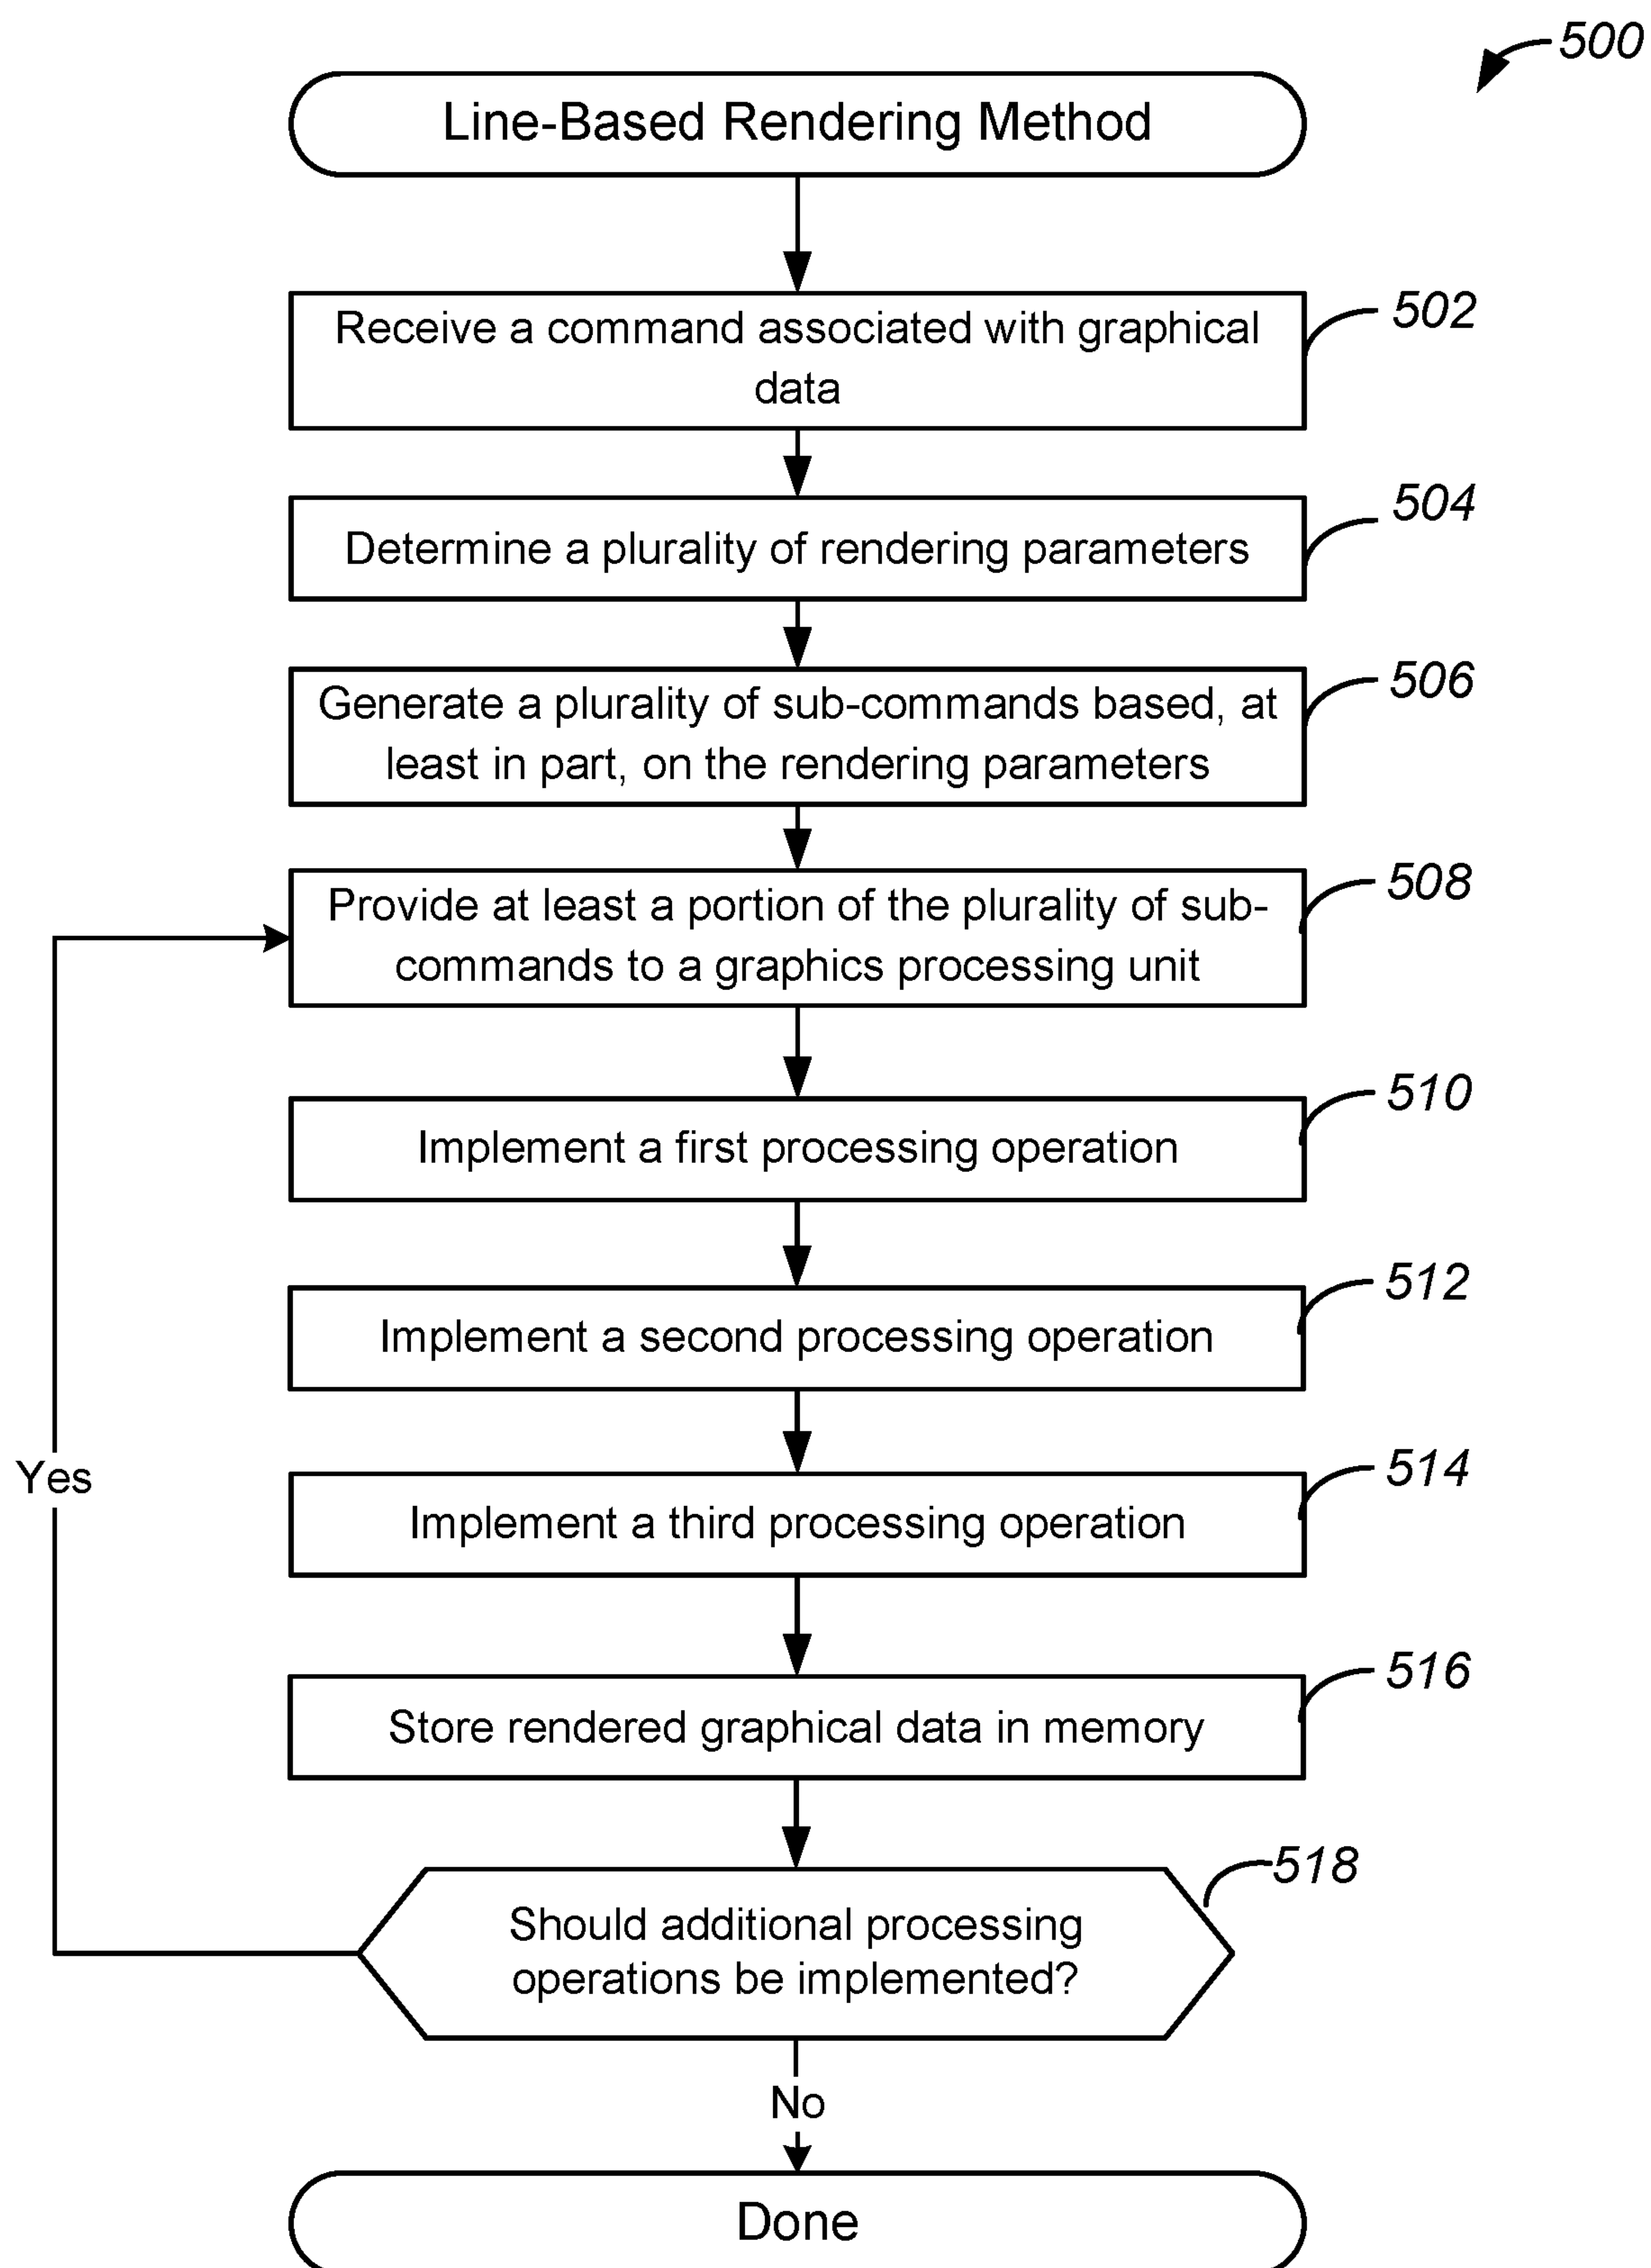 500
Line-Based Rendering Method
502
Receive a command associated with graphical
data
504
Determine a plurality of rendering parameters
506
Generate a plurality of sub-commands based, at
least in part, on the rendering parameters
508
Provide at least a portion of the plurality of sub-
commands to a graphics processing unit
510
Implement a first processing operation
512
Implement a second processing operation
514
Yes
Implement a third processing operation
516
Store rendered graphical data in memory
518
Should additional processing
operations be implemented?
No
Done